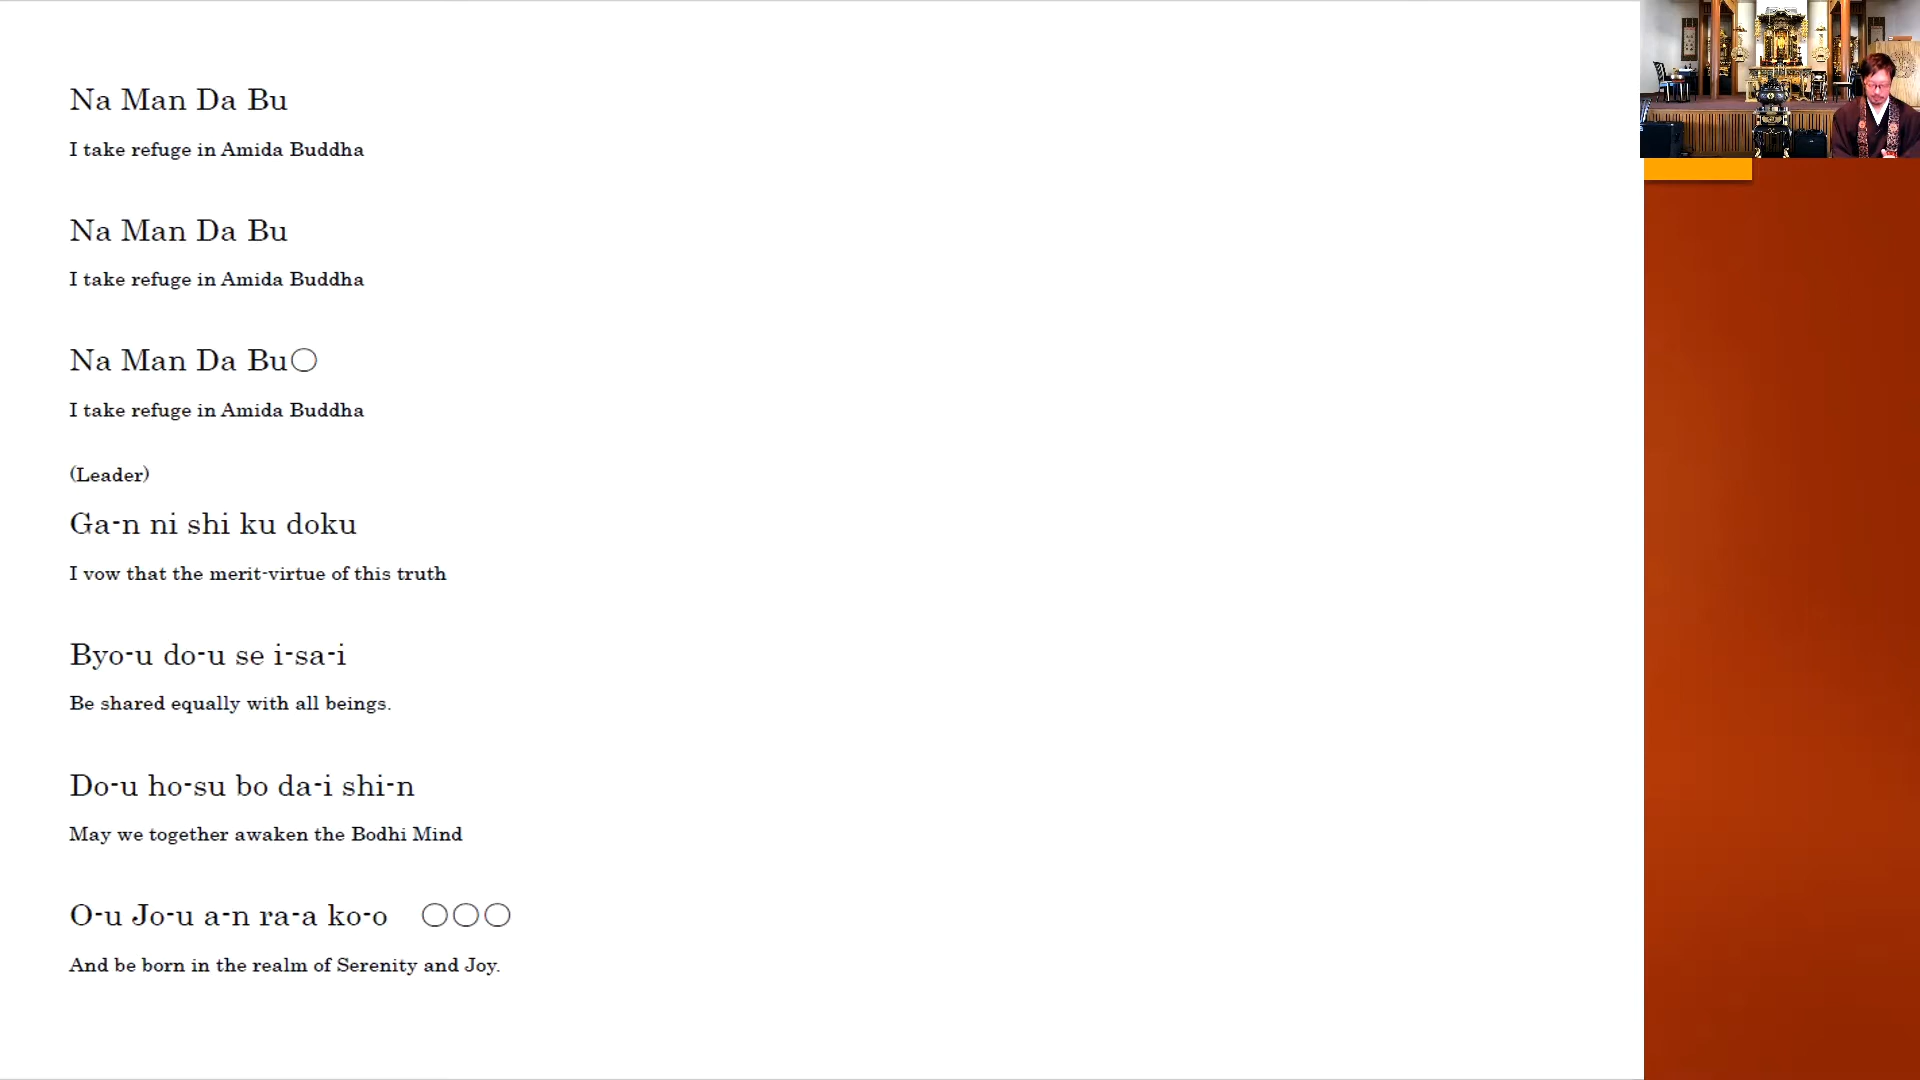 Na Man Da Bu
I take refuge in Amida Buddha
Na Man Da Bu
I take refuge in Amida Buddha
Na Man Da Bu○
I take refuge in Amida Buddha
(Leader)
Ga-n ni shi ku doku
I vow that the merit-virtue of this truth
Byo-u do-u se i-sa-i
Be shared equally with all beings.
Do-u ho-su bo da-i shi-n
May we together awaken the Bodhi Mind
O-u Jo-u a-n ra-a ko-o ○○○
And be born in the realm of Serenity and Joy.